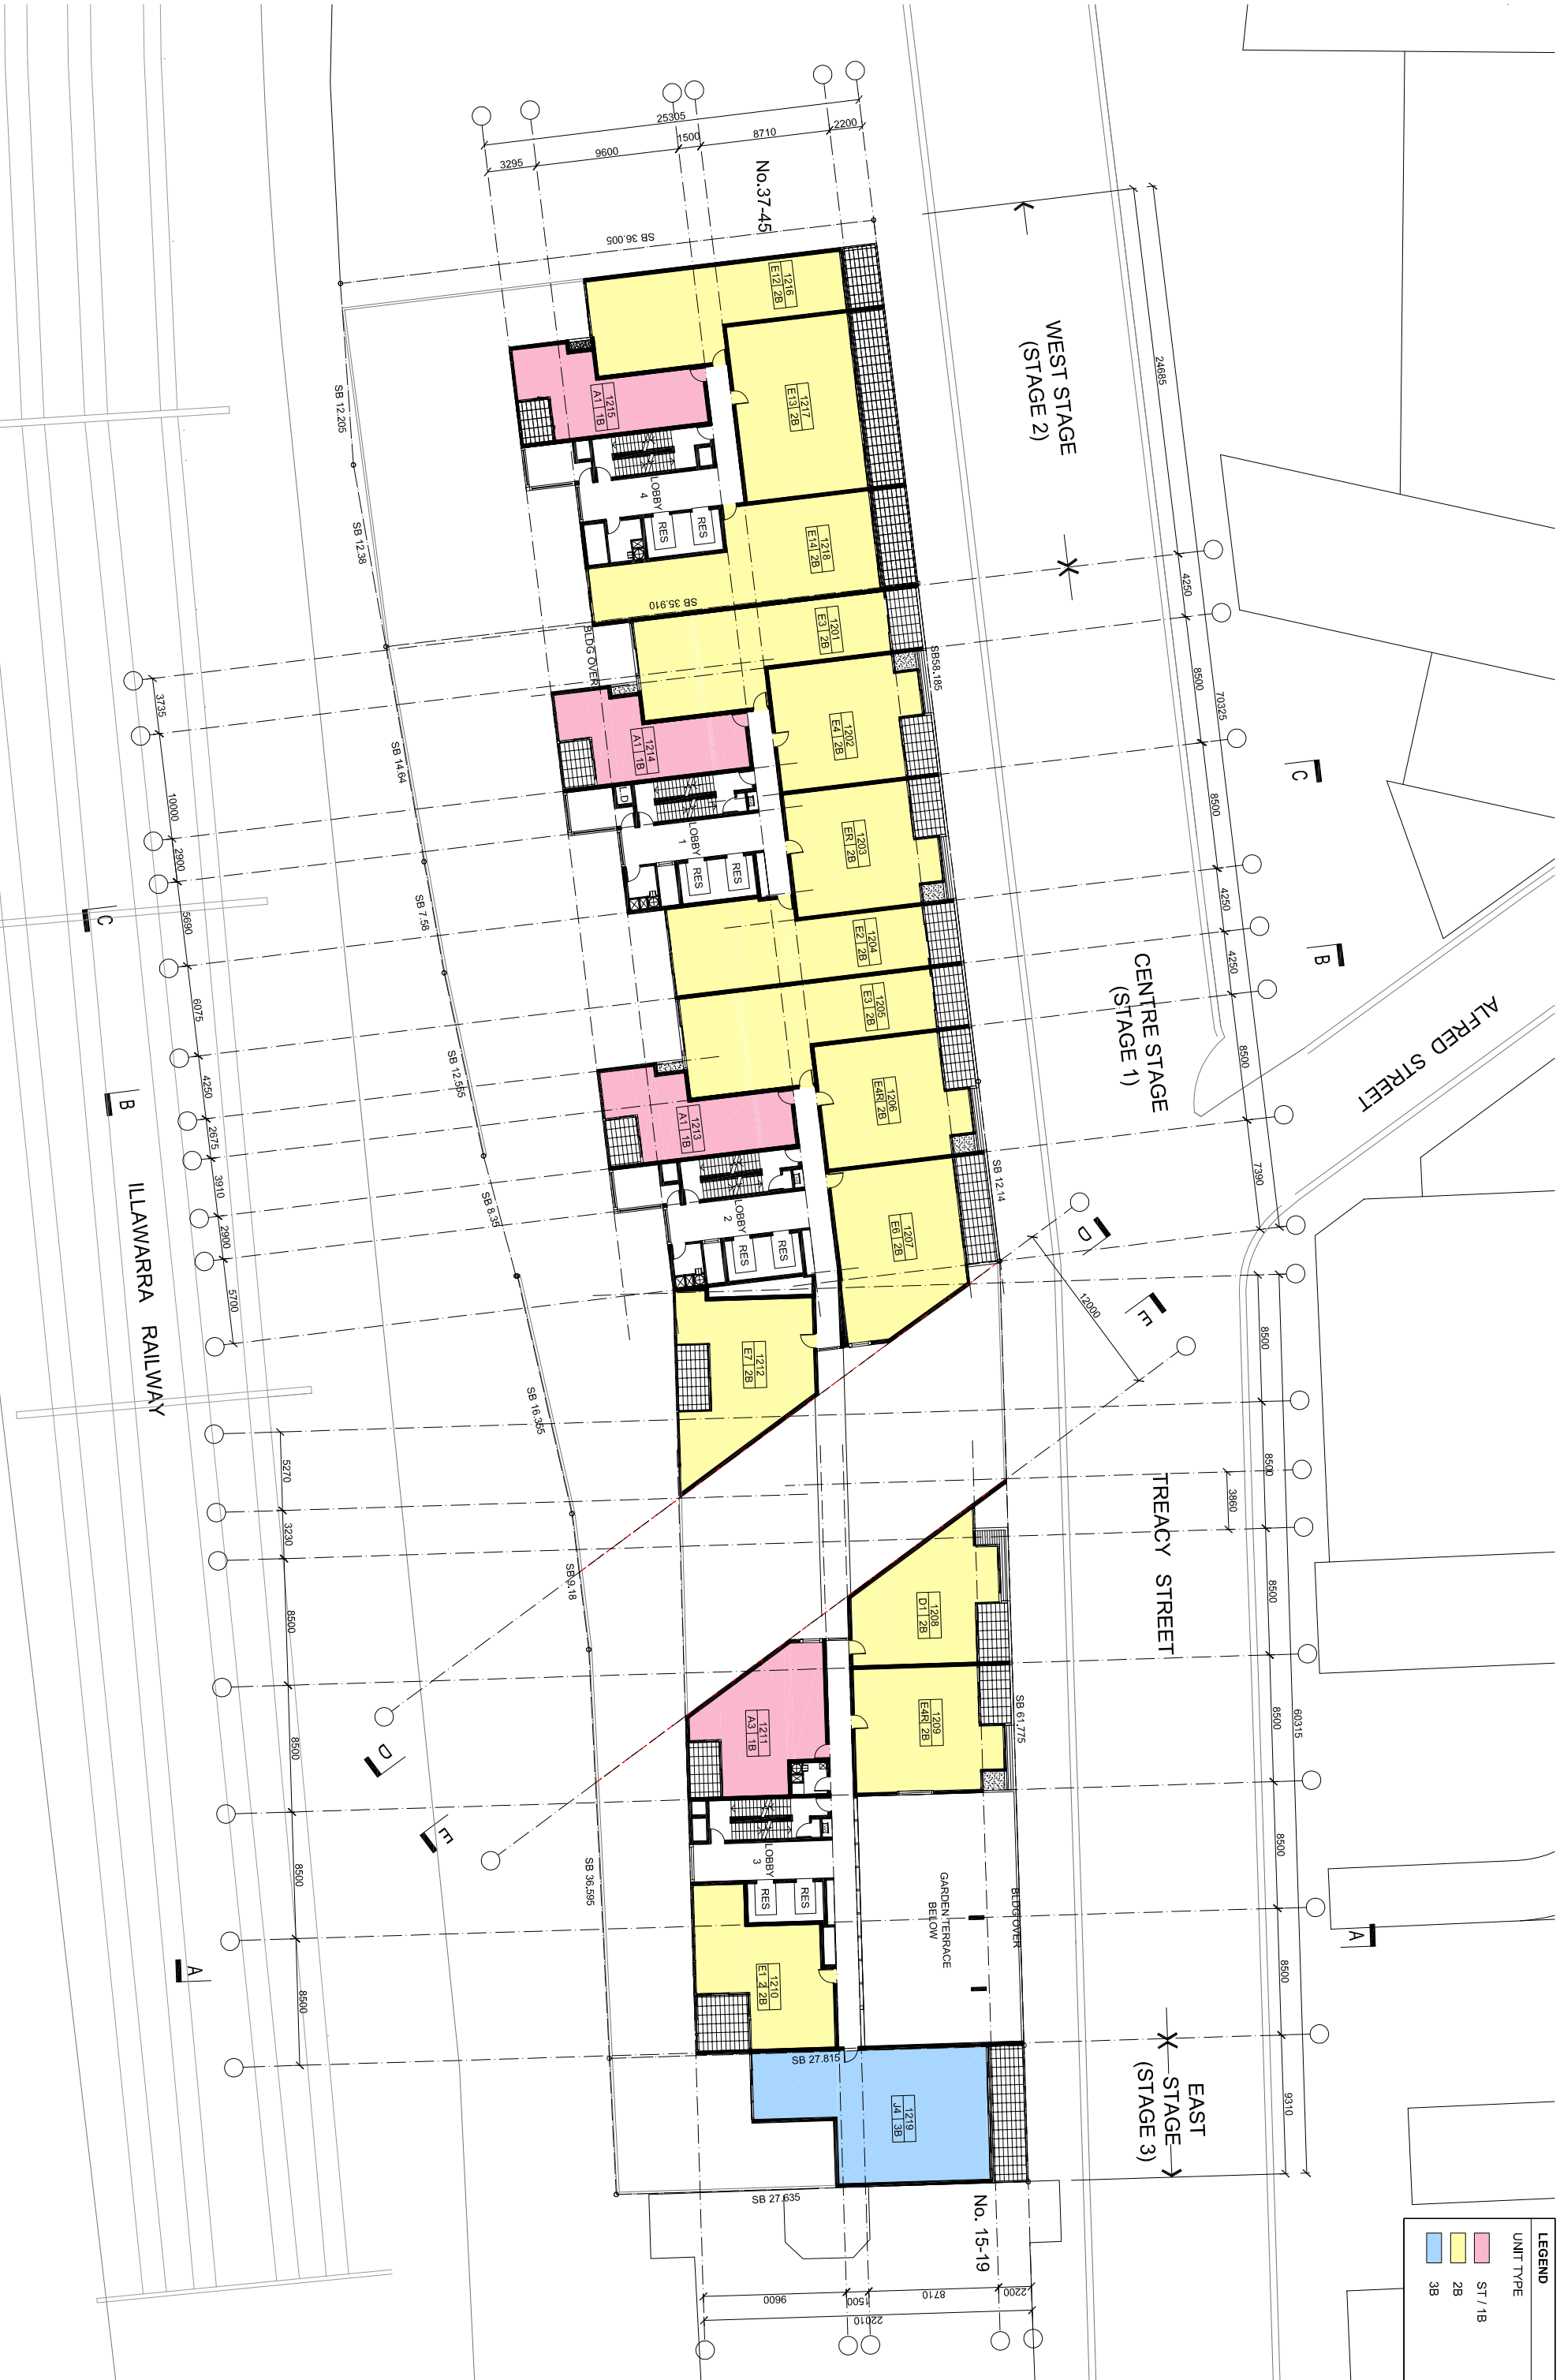 25305
3295
9600
1500
8710
2200
No.37-45
SB 36.005
WEST STAGE
(STAGE 2)
24685
4250
8500
70325
8500
4250
4250
8500
7390
1216
E12 2B
1217
E13 2B
1215
A1 1B
LOBBY
4
RES
RES
1218
E14 2B
SB 35.910
SB 12.205
SB 12.38
BLDG OVER
1201
E3 2B
SB58.185
1202
E4 2B
1214
A1 1B
LD
LOBBY
1
RES
RES
1203
ER 2B
1204
E2 2B
1205
E3 2B
1206
E4R 2B
1213
A1 1B
LOBBY
2
RES
RES
1207
E6 2B
SB 12.14
1212
E7 2B
CENTRE STAGE
(STAGE 1)
ALFRED STREET
C
B
D
E
12000
3735
10000
2900
5690
6075
4250
2675
3910
2900
5700
SB 14.64
SB 7.58
SB 12.555
SB 8.35
SB 16.355
SB 9.18
SB 36.595
C
B
ILLAWARRA RAILWAY
5270
3230
8500
8500
8500
8500
D
E
A
TREACY STREET
8500
8500
3860
8500
8500
60315
8500
8500
9310
1208
D1 2B
1209
E4R 2B
SB 61.775
1211
A3 1B
LOBBY
3
RES
RES
GARDEN TERRACE
BELOW
BLDG OVER
1210
E1 2 2B
SB 27.815
1219
J4 3B
SB 27.635
A
EAST
STAGE
(STAGE 3)
No. 15-19
9600
1500
8710
2200
22010
LEGEND
UNIT TYPE
ST / 1B
2B
3B